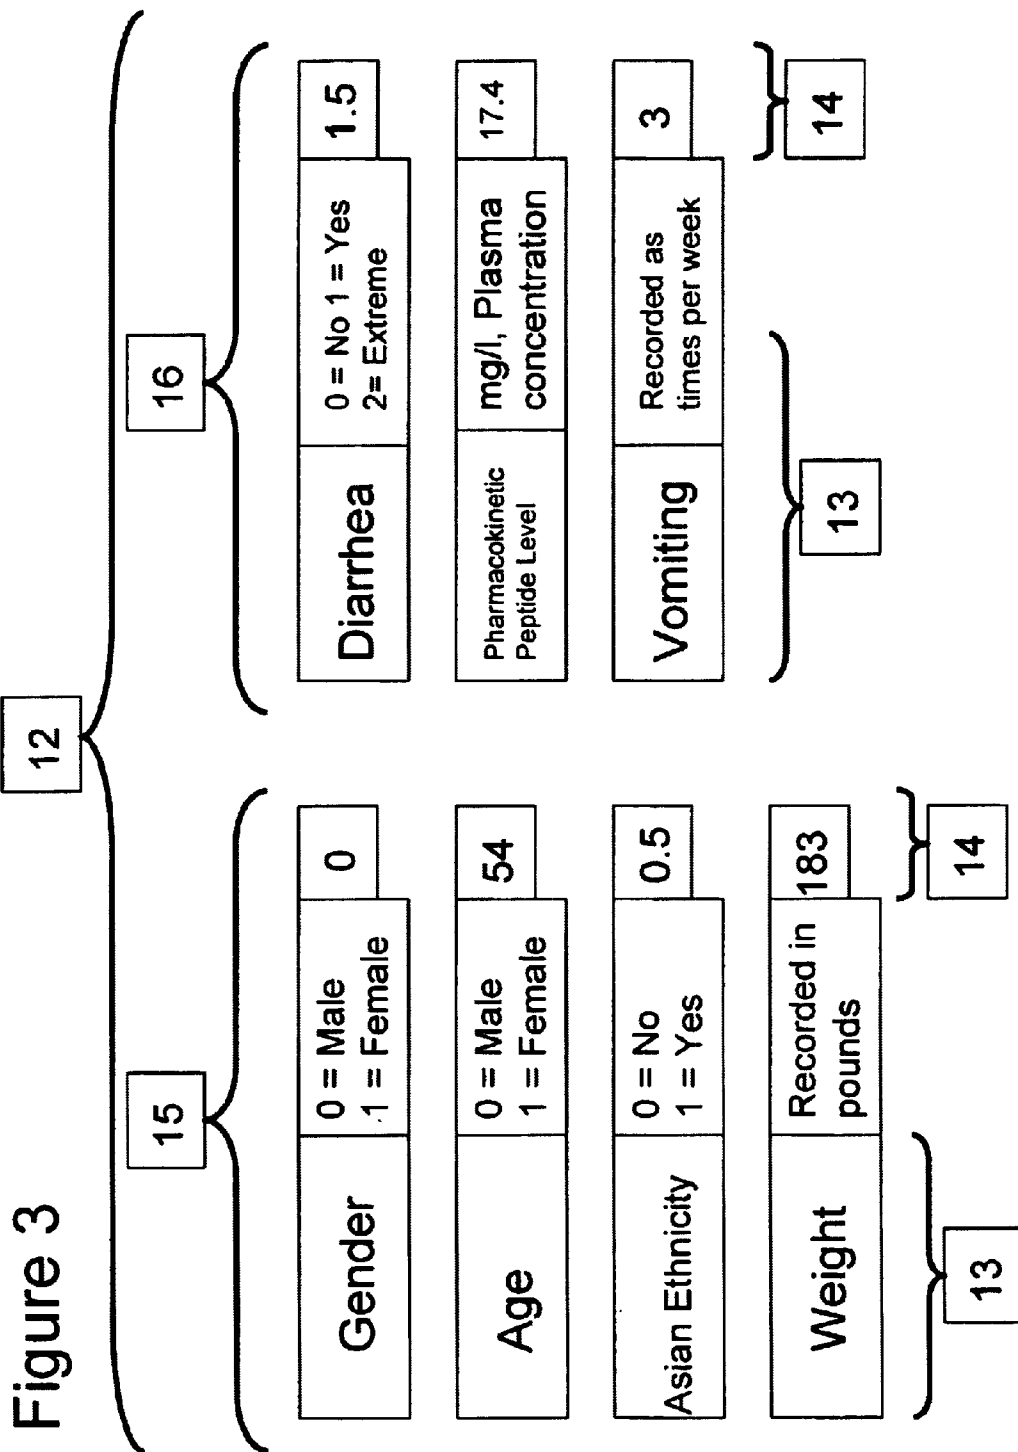 Figure 3
12
15
Gender
0 = Male
1 = Female
0
Age
0 = Male
1 = Female
54
Asian Ethnicity
0 = No
1 = Yes
0.5
Weight
Recorded in
pounds
183
13
14
16
Diarrhea
0 = No 1 = Yes
2= Extreme
1.5
Pharmacokinetic
Peptide Level
mg/l, Plasma
concentration
17.4
Vomiting
Recorded as
times per week
3
13
14